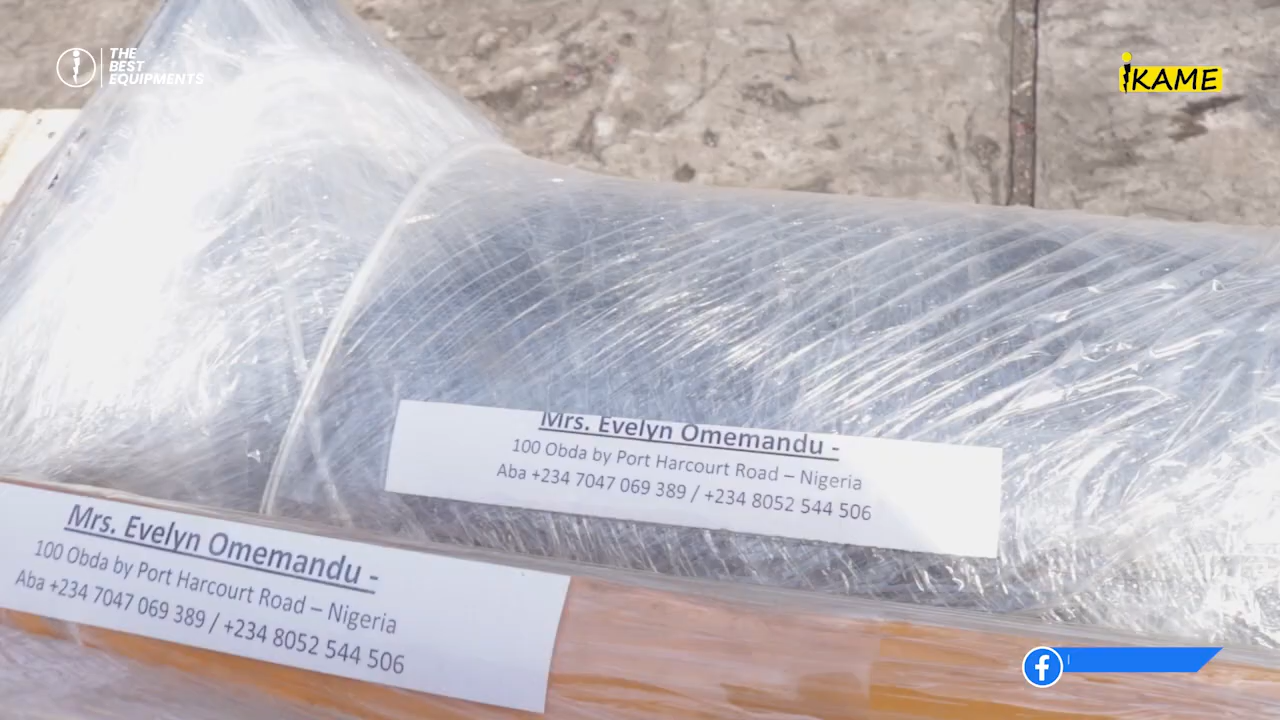 THE
BEST
EQUIPMENTS
iKAME
Mrs. Evelyn Omemandu -
100 Obda by Port Harcourt Road – Nigeria
Aba +234 7047 069 389 / +234 8052 544 506
Mrs. Evelyn Omemandu -
100 Obda by Port Harcourt Road – Nigeria
Aba +234 7047 069 389 / +234 8052 544 506